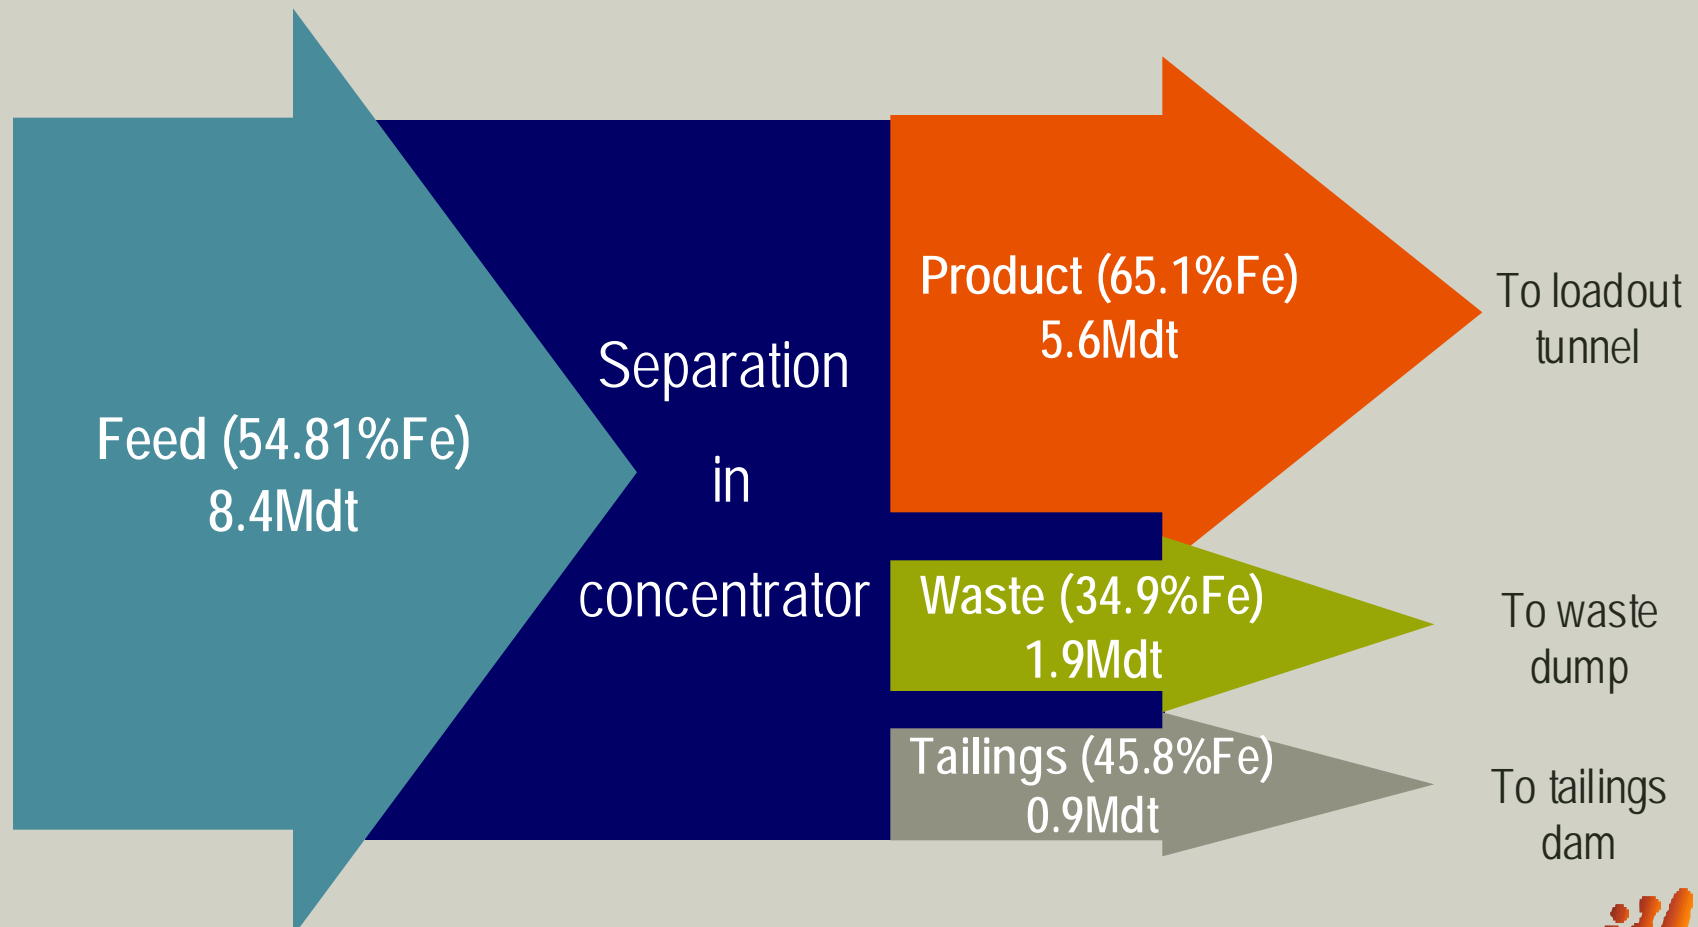 Feed (54.81%Fe)
8.4Mdt
Separation
in
concentrator
Product (65.1%Fe)
5.6Mdt
To loadout
tunnel
Waste (34.9%Fe)
1.9Mdt
To waste
dump
Tailings (45.8%Fe)
0.9Mdt
To tailings
dam